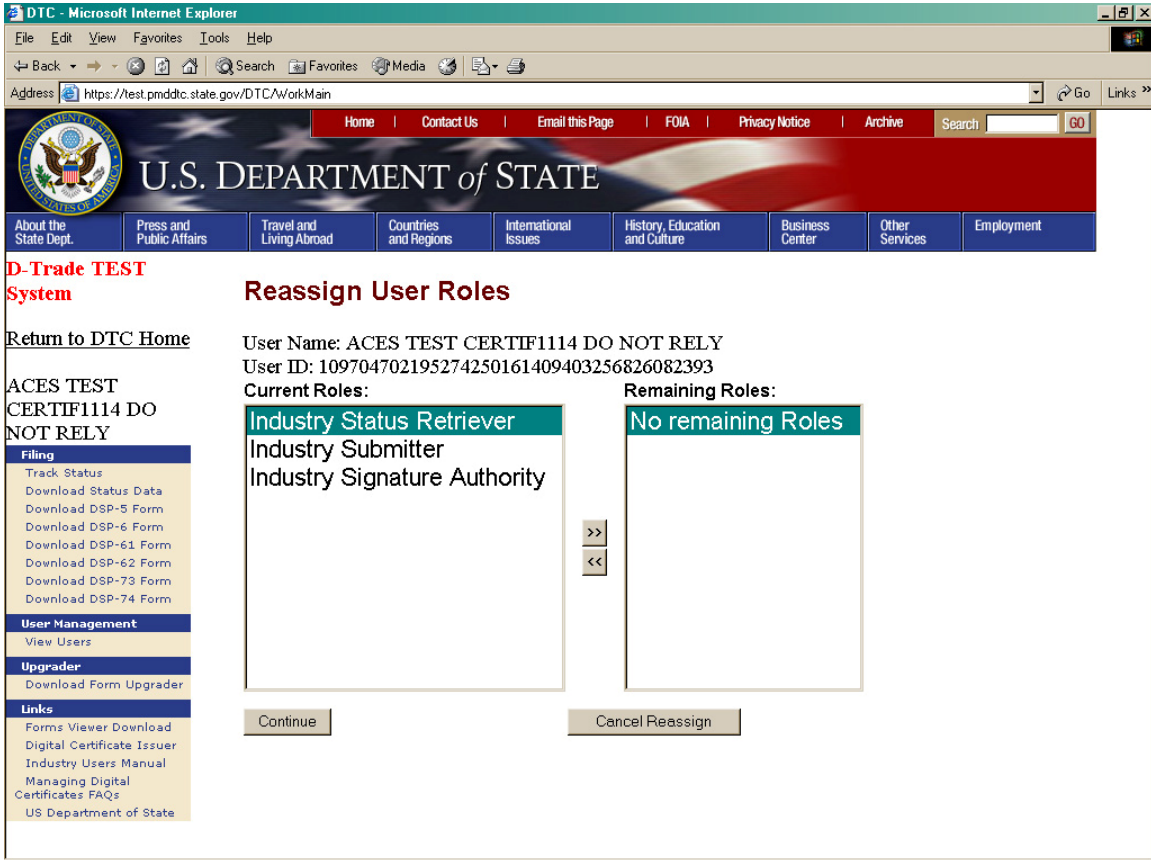 DTC - Microsoft Internet Explorer
File Edit View Favorites Tools Help
Back Search Favorites Media
Address https://test.pmddtc.state.gov/DTC/WorkMain Go Links »
Home | Contact Us | Email this Page | FOIA | Privacy Notice | Archive Search GO
U.S. DEPARTMENT of STATE
About the State Dept.
Press and Public Affairs
Travel and Living Abroad
Countries and Regions
International Issues
History, Education and Culture
Business Center
Other Services
Employment
D-Trade TEST
System
Return to DTC Home
ACES TEST
CERTIF1114 DO
NOT RELY
Filing
Track Status
Download Status Data
Download DSP-5 Form
Download DSP-6 Form
Download DSP-61 Form
Download DSP-62 Form
Download DSP-73 Form
Download DSP-74 Form
User Management
View Users
Upgrader
Download Form Upgrader
Links
Forms Viewer Download
Digital Certificate Issuer
Industry Users Manual
Managing Digital
Certificates FAQs
US Department of State
Reassign User Roles
User Name: ACES TEST CERTIF1114 DO NOT RELY
User ID: 109704702195274250161409403256826082393
Current Roles:
Industry Status Retriever
Industry Submitter
Industry Signature Authority
>>
<<
Remaining Roles:
No remaining Roles
Continue
Cancel Reassign